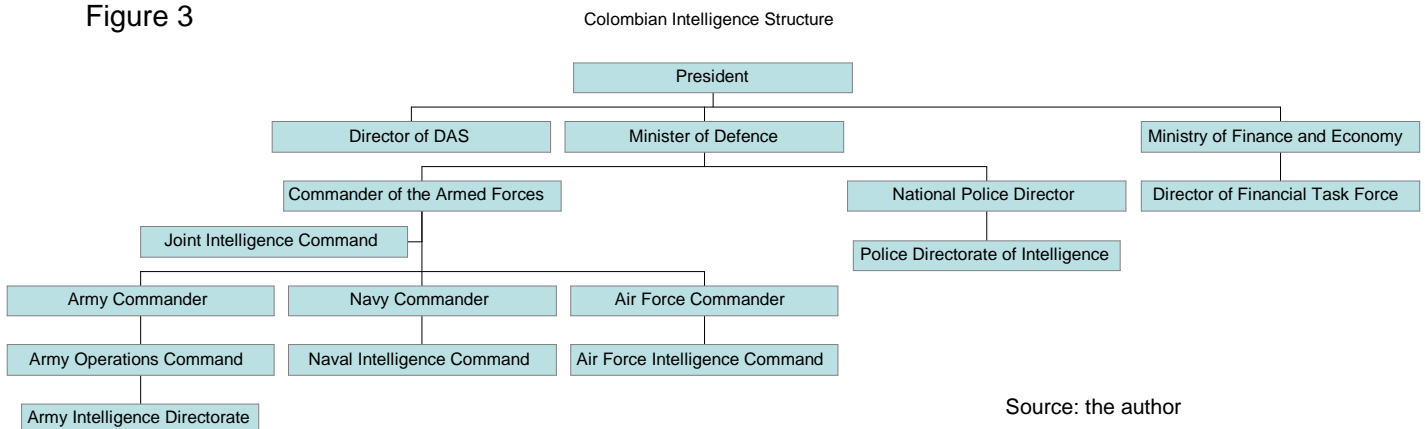 Figure 3
Colombian Intelligence Structure
President
Director of DAS
Minister of Defence
Ministry of Finance and Economy
Commander of the Armed Forces
National Police Director
Director of Financial Task Force
Joint Intelligence Command
Police Directorate of Intelligence
Army Commander
Navy Commander
Air Force Commander
Army Operations Command
Naval Intelligence Command
Air Force Intelligence Command
Army Intelligence Directorate
Source: the author